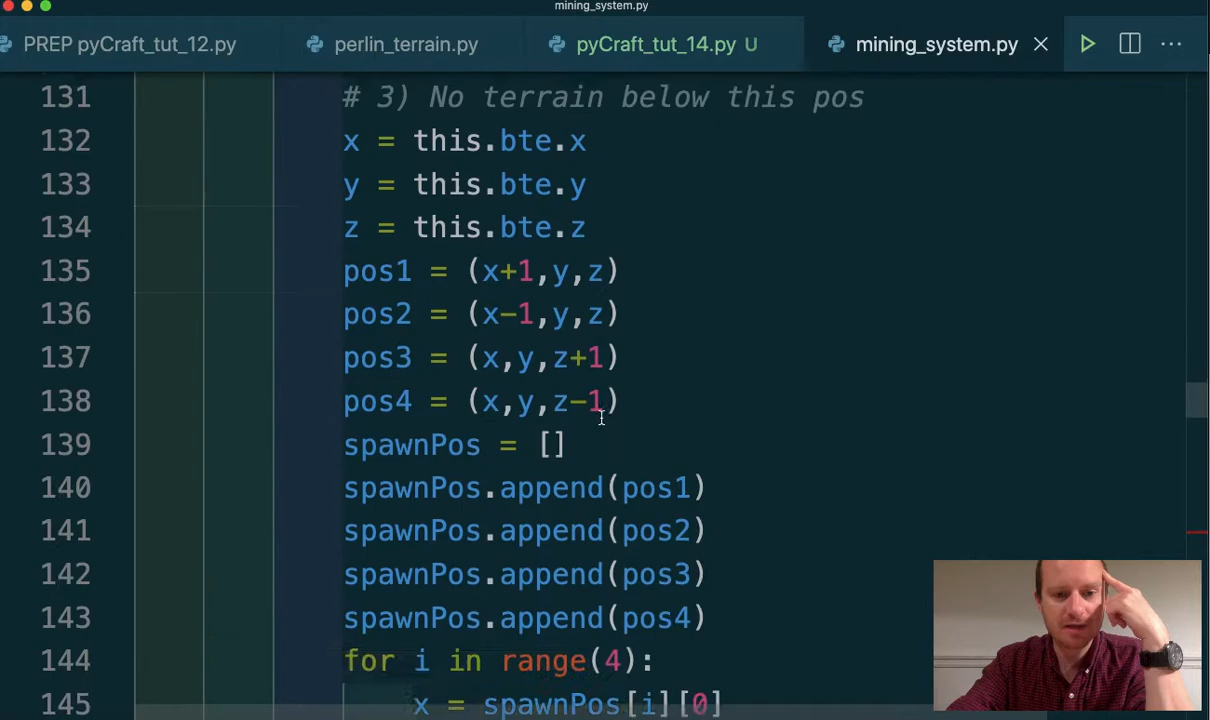 mining_system.py
PREP pyCraft_tut_12.py perlin_terrain.py pyCraft_tut_14.py U mining_system.py
131 # 3) No terrain below this pos
132 x = this.bte.x
133 y = this.bte.y
134 z = this.bte.z
135 pos1 = (x+1,y,z)
136 pos2 = (x-1,y,z)
137 pos3 = (x,y,z+1)
138 pos4 = (x,y,z-1)
139 spawnPos = []
140 spawnPos.append(pos1)
141 spawnPos.append(pos2)
142 spawnPos.append(pos3)
143 spawnPos.append(pos4)
144 for i in range(4):
145 x = spawnPos[i][0]